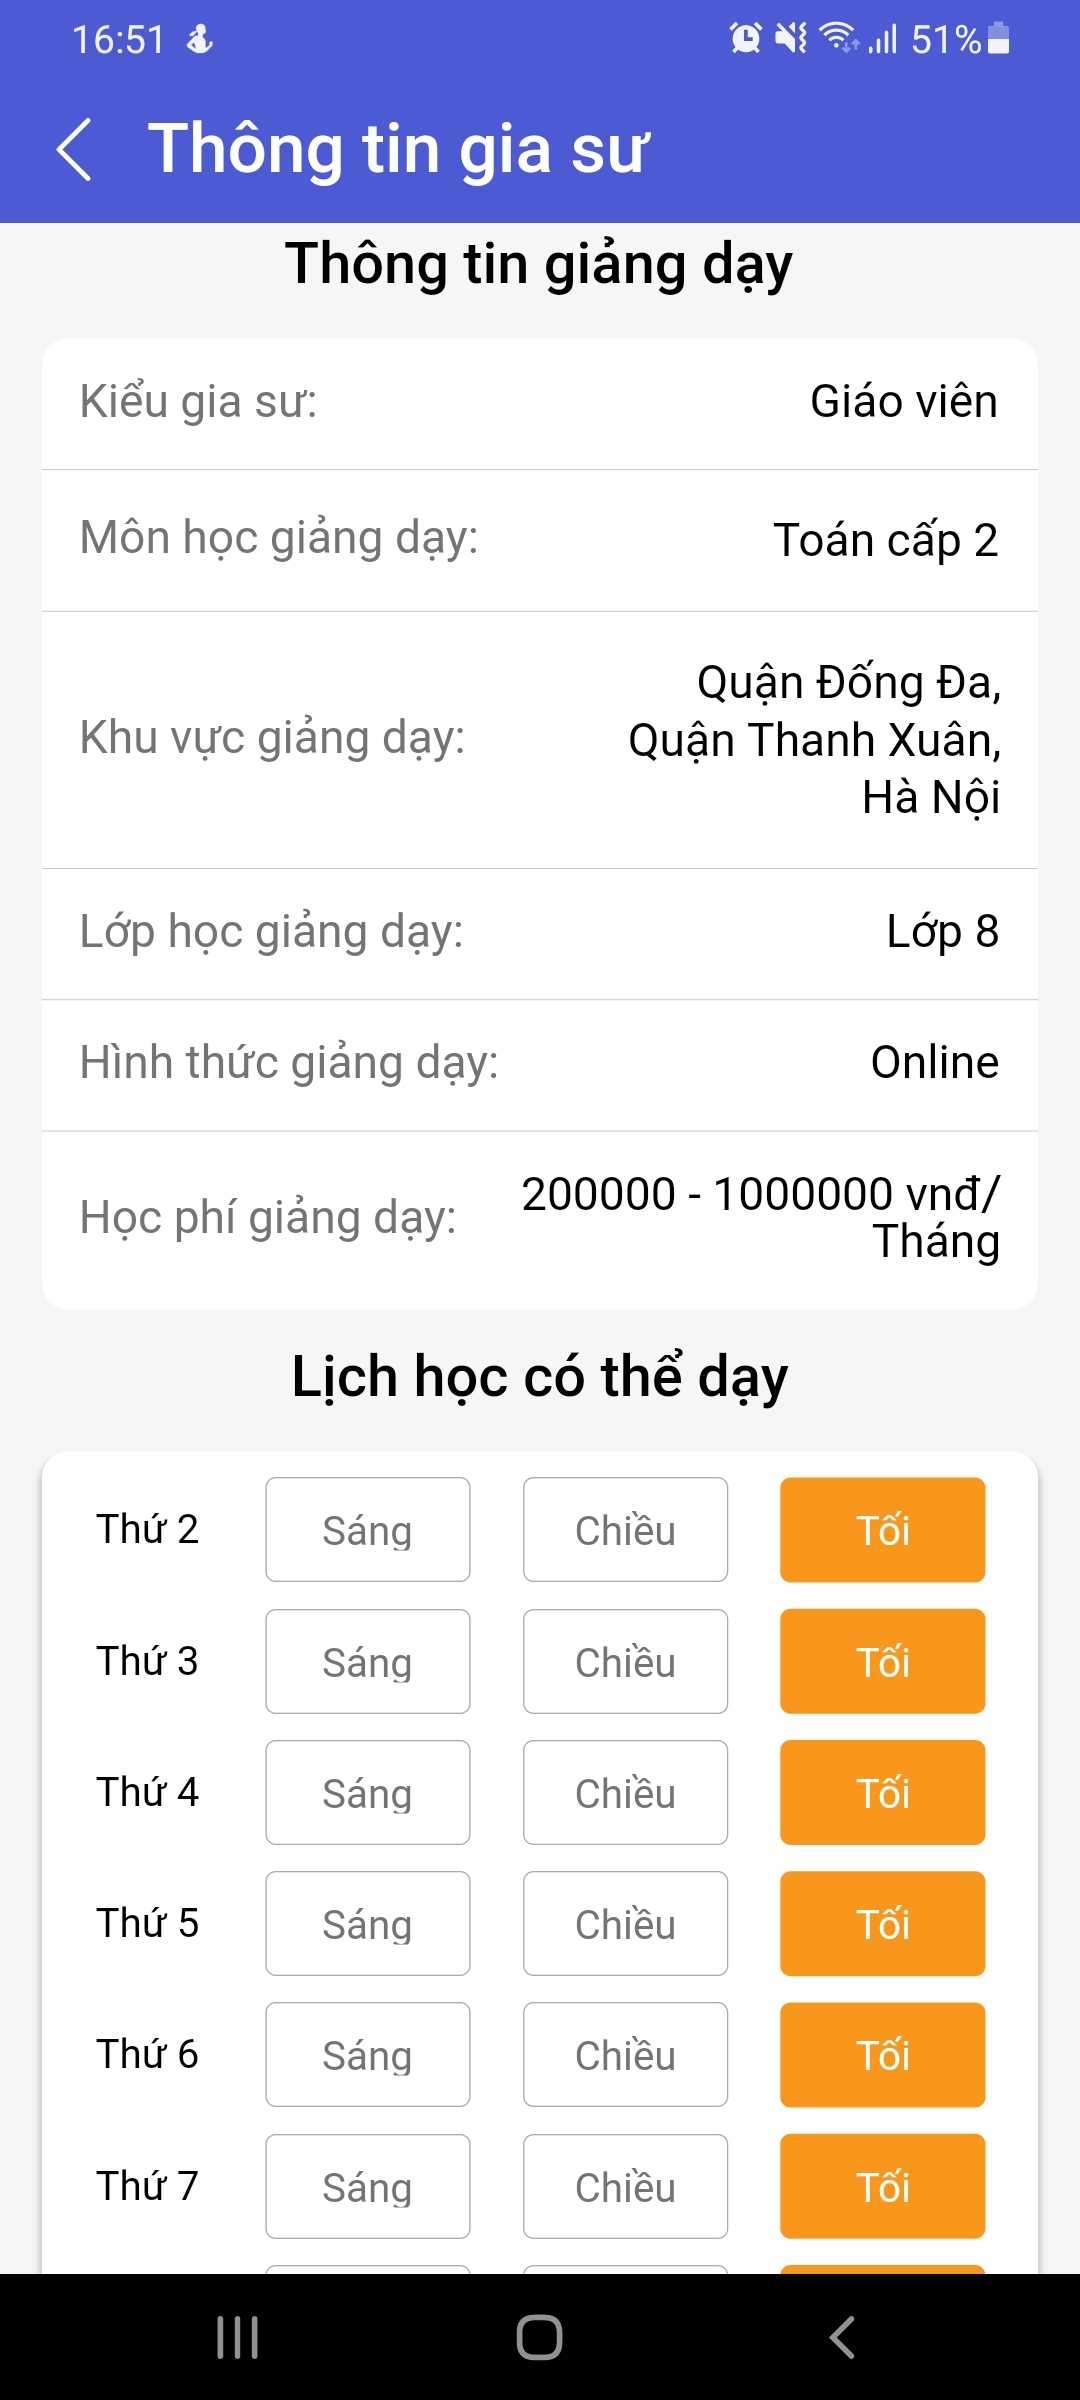 16:51 51%
Thông tin gia sư
Thông tin giảng dạy
Kiểu gia sư: Giáo viên
Môn học giảng dạy: Toán cấp 2
Khu vực giảng dạy: Quận Đống Đa,
Quận Thanh Xuân,
Hà Nội
Lớp học giảng dạy: Lớp 8
Hình thức giảng dạy: Online
Học phí giảng dạy: 200000 - 1000000 vnđ/
Tháng
Lịch học có thể dạy
Thứ 2 Sáng Chiều Tối
Thứ 3 Sáng Chiều Tối
Thứ 4 Sáng Chiều Tối
Thứ 5 Sáng Chiều Tối
Thứ 6 Sáng Chiều Tối
Thứ 7 Sáng Chiều Tối